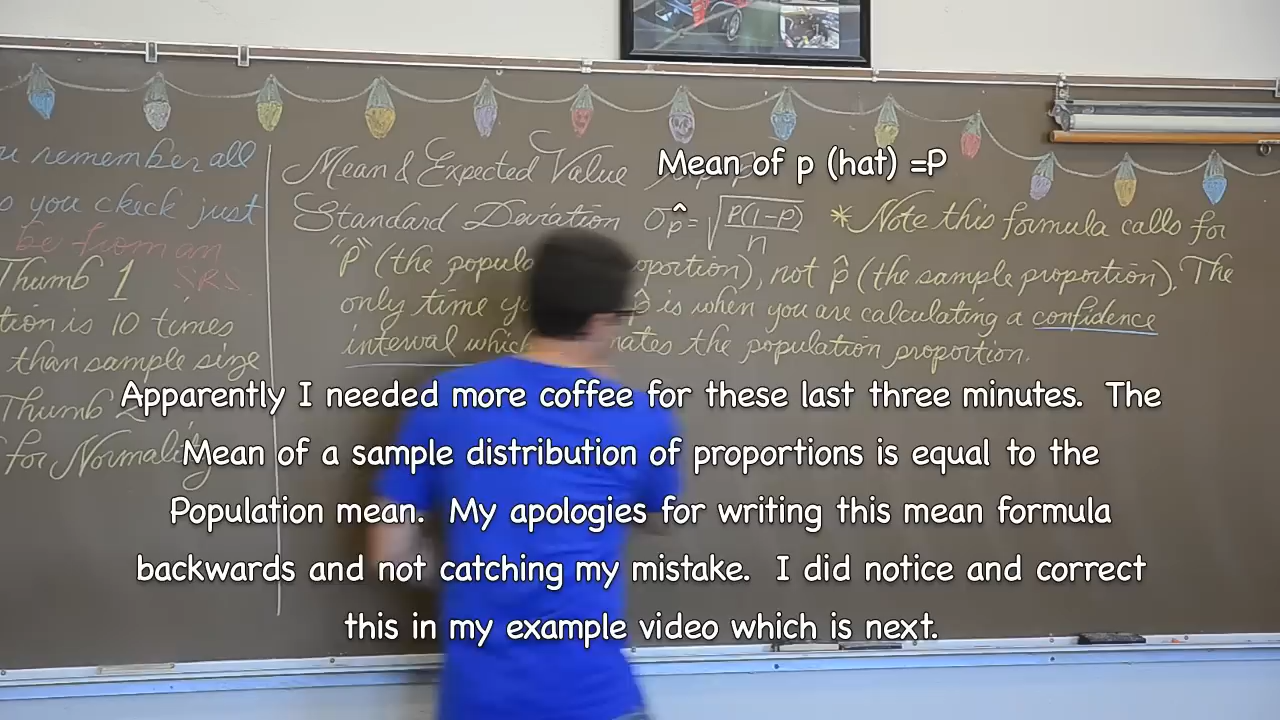 u remember all
s you check just
be from an
Thumb 1 SRS.
tion is 10 times
than sample size
Thumb 2
for Normality
Mean & Expected Value
Mean of p (hat) =P
Standard Deviation σp̂=√P(1-P)/n *Note this formula calls for
"p" (the popula oportion), not p̂ (the sample proportion). The
only time yo is when you are calculating a confidence
interval which mates the population proportion.
Apparently I needed more coffee for these last three minutes. The
Mean of a sample distribution of proportions is equal to the
Population mean. My apologies for writing this mean formula
backwards and not catching my mistake. I did notice and correct
this in my example video which is next.